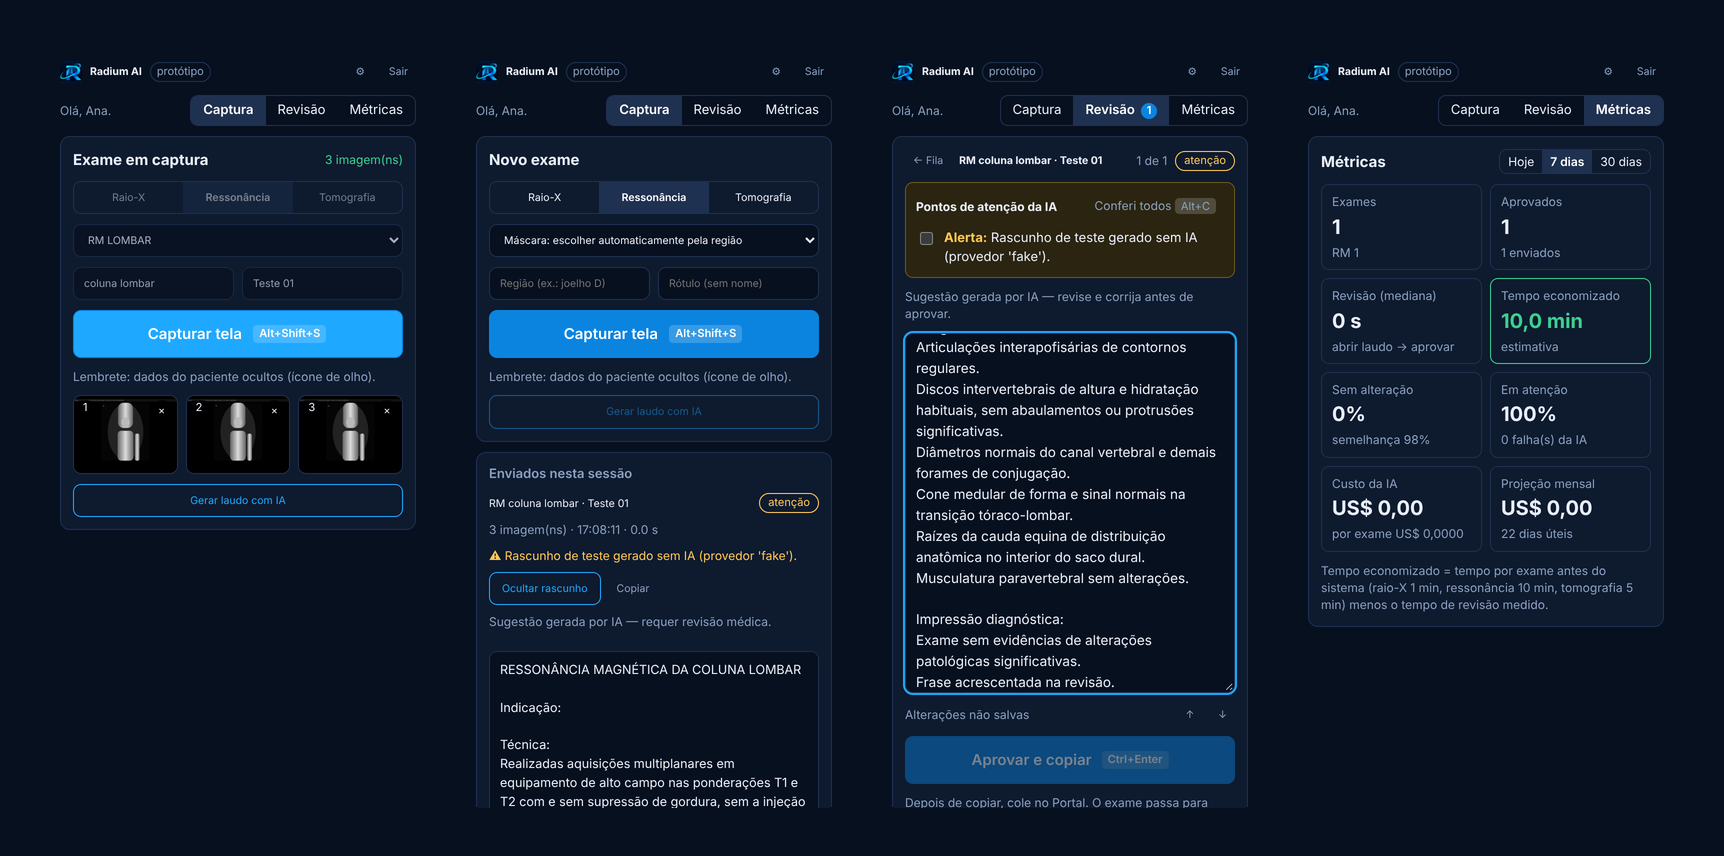 Radium AI protótipo ⚙ Sair
Olá, Ana. Captura Revisão Métricas
Exame em captura 3 imagem(ns)
Raio-X Ressonância Tomografia
RM LOMBAR
coluna lombar Teste 01
Capturar tela Alt+Shift+S
Lembrete: dados do paciente ocultos (ícone de olho).
1 × 2 × 3 ×
Gerar laudo com IA
Radium AI protótipo ⚙ Sair
Olá, Ana. Captura Revisão Métricas
Novo exame
Raio-X Ressonância Tomografia
Máscara: escolher automaticamente pela região
Região (ex.: joelho D) Rótulo (sem nome)
Capturar tela Alt+Shift+S
Lembrete: dados do paciente ocultos (ícone de olho).
Gerar laudo com IA
Enviados nesta sessão
RM coluna lombar · Teste 01 atenção
3 imagem(ns) · 17:08:11 · 0.0 s
⚠ Rascunho de teste gerado sem IA (provedor 'fake').
Ocultar rascunho Copiar
Sugestão gerada por IA — requer revisão médica.
RESSONÂNCIA MAGNÉTICA DA COLUNA LOMBAR
Indicação:
Técnica:
Realizadas aquisições multiplanares em
equipamento de alto campo nas ponderações T1 e
T2 com e sem supressão de gordura, sem a injeção
Radium AI protótipo ⚙ Sair
Olá, Ana. Captura Revisão 1 Métricas
← Fila RM coluna lombar · Teste 01 1 de 1 atenção
Pontos de atenção da IA Conferi todos Alt+C
Alerta: Rascunho de teste gerado sem IA
(provedor 'fake').
Sugestão gerada por IA — revise e corrija antes de
aprovar.
Articulações interapofisárias de contornos
regulares.
Discos intervertebrais de altura e hidratação
habituais, sem abaulamentos ou protrusões
significativas.
Diâmetros normais do canal vertebral e demais
forames de conjugação.
Cone medular de forma e sinal normais na
transição tóraco-lombar.
Raízes da cauda equina de distribuição
anatômica no interior do saco dural.
Musculatura paravertebral sem alterações.
Impressão diagnóstica:
Exame sem evidências de alterações
patológicas significativas.
Frase acrescentada na revisão.
Alterações não salvas ↑ ↓
Aprovar e copiar Ctrl+Enter
Depois de copiar, cole no Portal. O exame passa para
Radium AI protótipo ⚙ Sair
Olá, Ana. Captura Revisão Métricas
Métricas Hoje 7 dias 30 dias
Exames
1
RM 1
Aprovados
1
1 enviados
Revisão (mediana)
0 s
abrir laudo → aprovar
Tempo economizado
10,0 min
estimativa
Sem alteração
0%
semelhança 98%
Em atenção
100%
0 falha(s) da IA
Custo da IA
US$ 0,00
por exame US$ 0,0000
Projeção mensal
US$ 0,00
22 dias úteis
Tempo economizado = tempo por exame antes do
sistema (raio-X 1 min, ressonância 10 min, tomografia 5
min) menos o tempo de revisão medido.